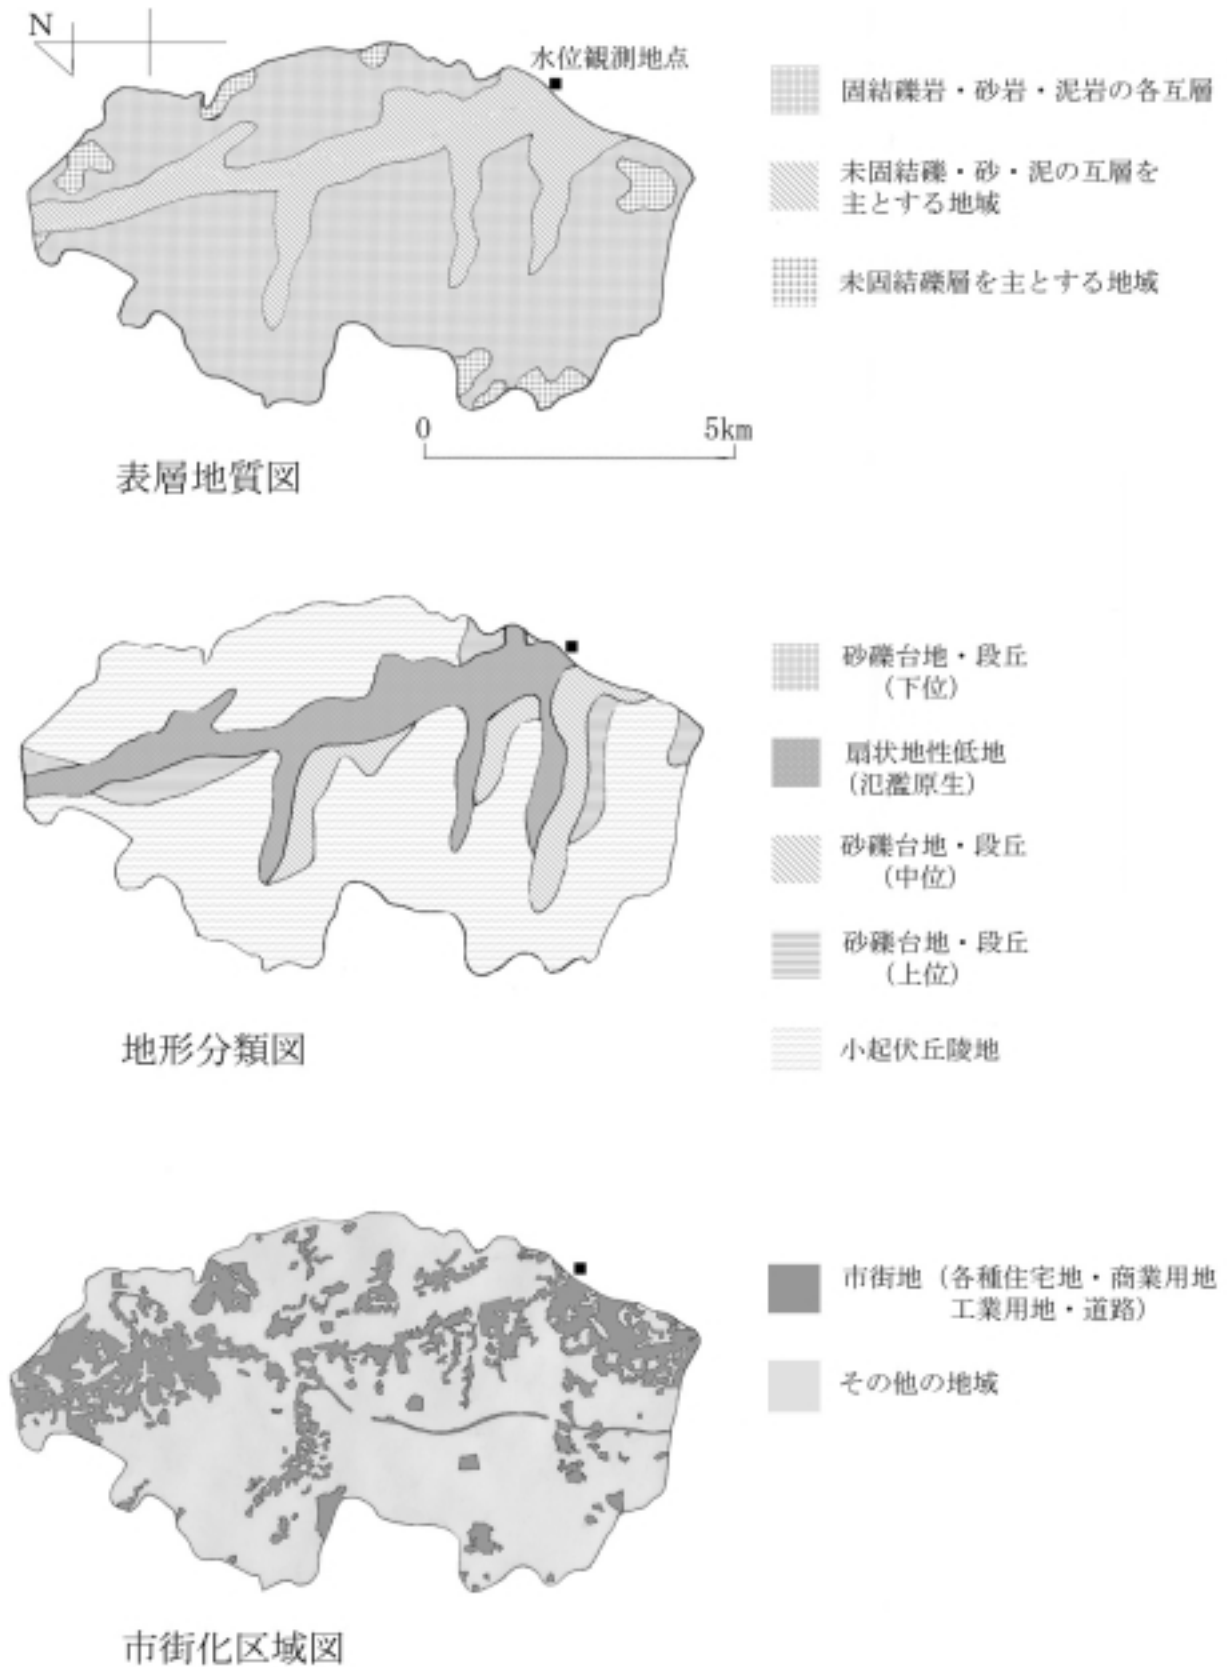 N
水位観測地点
固結礫岩・砂岩・泥岩の各互層
未固結礫・砂・泥の互層を
主とする地域
未固結礫層を主とする地域
0 5km
表層地質図
砂礫台地・段丘
(下位)
扇状地性低地
(氾濫原生)
砂礫台地・段丘
(中位)
砂礫台地・段丘
(上位)
小起伏丘陵地
地形分類図
市街地(各種住宅地・商業用地
工業用地・道路)
その他の地域
市街化区域図